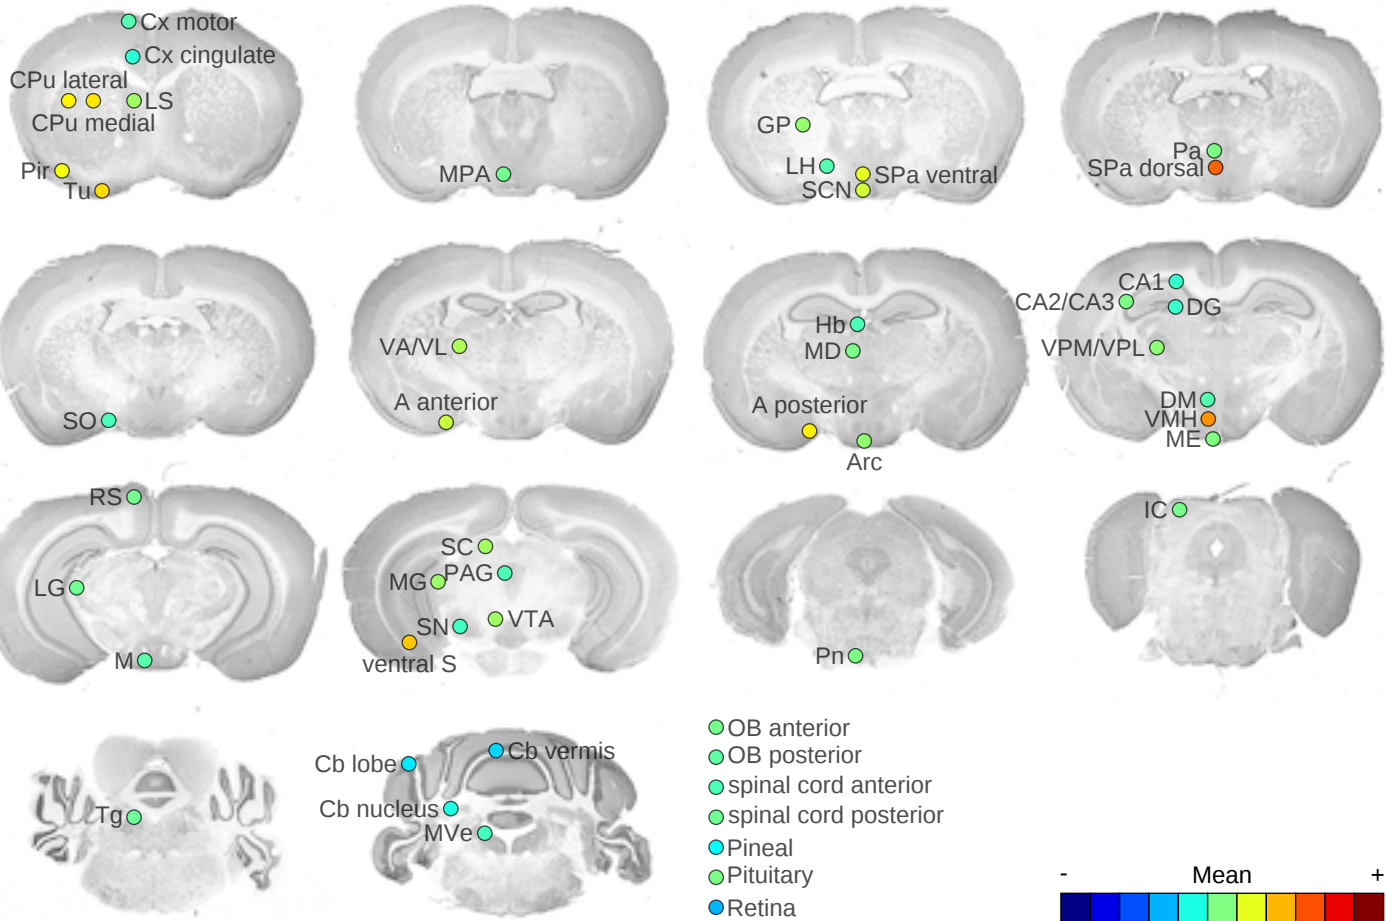 Cx motor
Cx cingulate
CPu lateral
LS
CPu medial
Pir
Tu
MPA
GP
LH
SPa ventral
SCN
Pa
SPa dorsal
SO
VA/VL
A anterior
Hb
MD
A posterior
Arc
CA1
CA2/CA3
DG
VPM/VPL
DM
VMH
ME
RS
LG
M
SC
MG
PAG
SN
VTA
ventral S
Pn
IC
Tg
Cb lobe
Cb vermis
Cb nucleus
MVe
OB anterior
OB posterior
spinal cord anterior
spinal cord posterior
Pineal
Pituitary
Retina
- Mean +